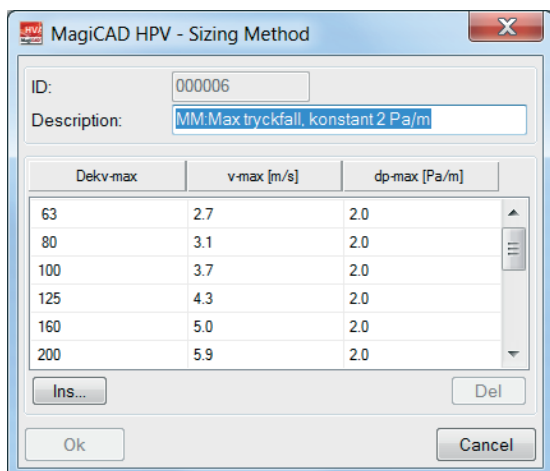 MagiCAD HPV - Sizing Method
ID: 000006
Description: MM:Max tryckfall, konstant 2 Pa/m
Dekv-max v-max [m/s] dp-max [Pa/m]
63 2.7 2.0
80 3.1 2.0
100 3.7 2.0
125 4.3 2.0
160 5.0 2.0
200 5.9 2.0
Ins... Del
Ok Cancel